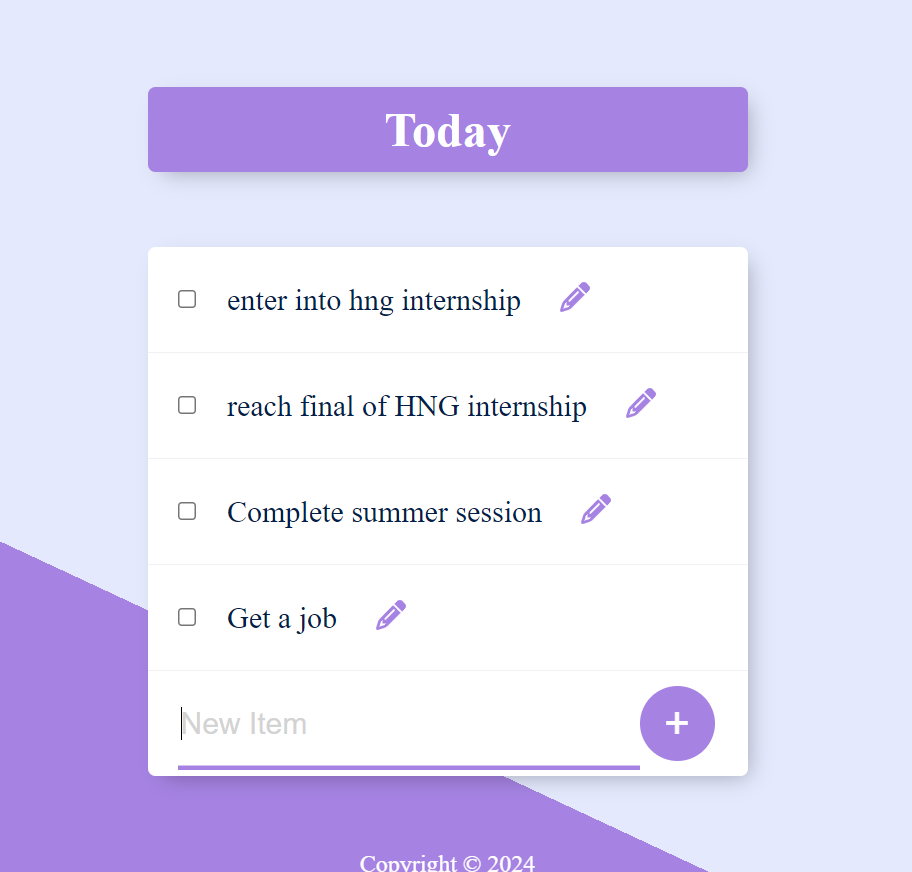 Today
enter into hng internship
reach final of HNG internship
Complete summer session
Get a job
New Item
+
Copyright © 2024